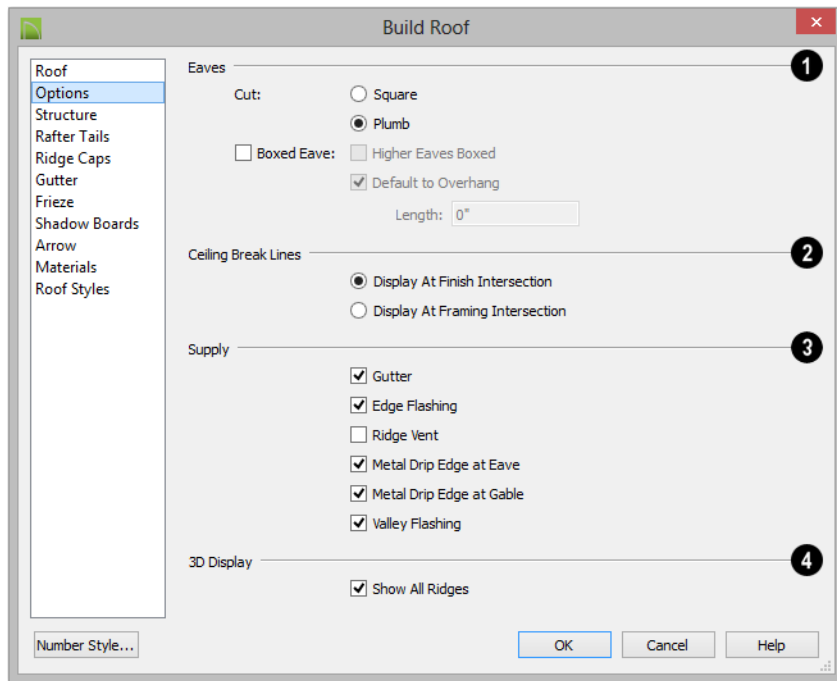 Build Roof
Roof
Options
Structure
Rafter Tails
Ridge Caps
Gutter
Frieze
Shadow Boards
Arrow
Materials
Roof Styles
Eaves
1
Cut:
Square
Plumb
Boxed Eave:
Higher Eaves Boxed
Default to Overhang
Length: 0"
Ceiling Break Lines
2
Display At Finish Intersection
Display At Framing Intersection
Supply
3
Gutter
Edge Flashing
Ridge Vent
Metal Drip Edge at Eave
Metal Drip Edge at Gable
Valley Flashing
3D Display
4
Show All Ridges
Number Style...
OK
Cancel
Help